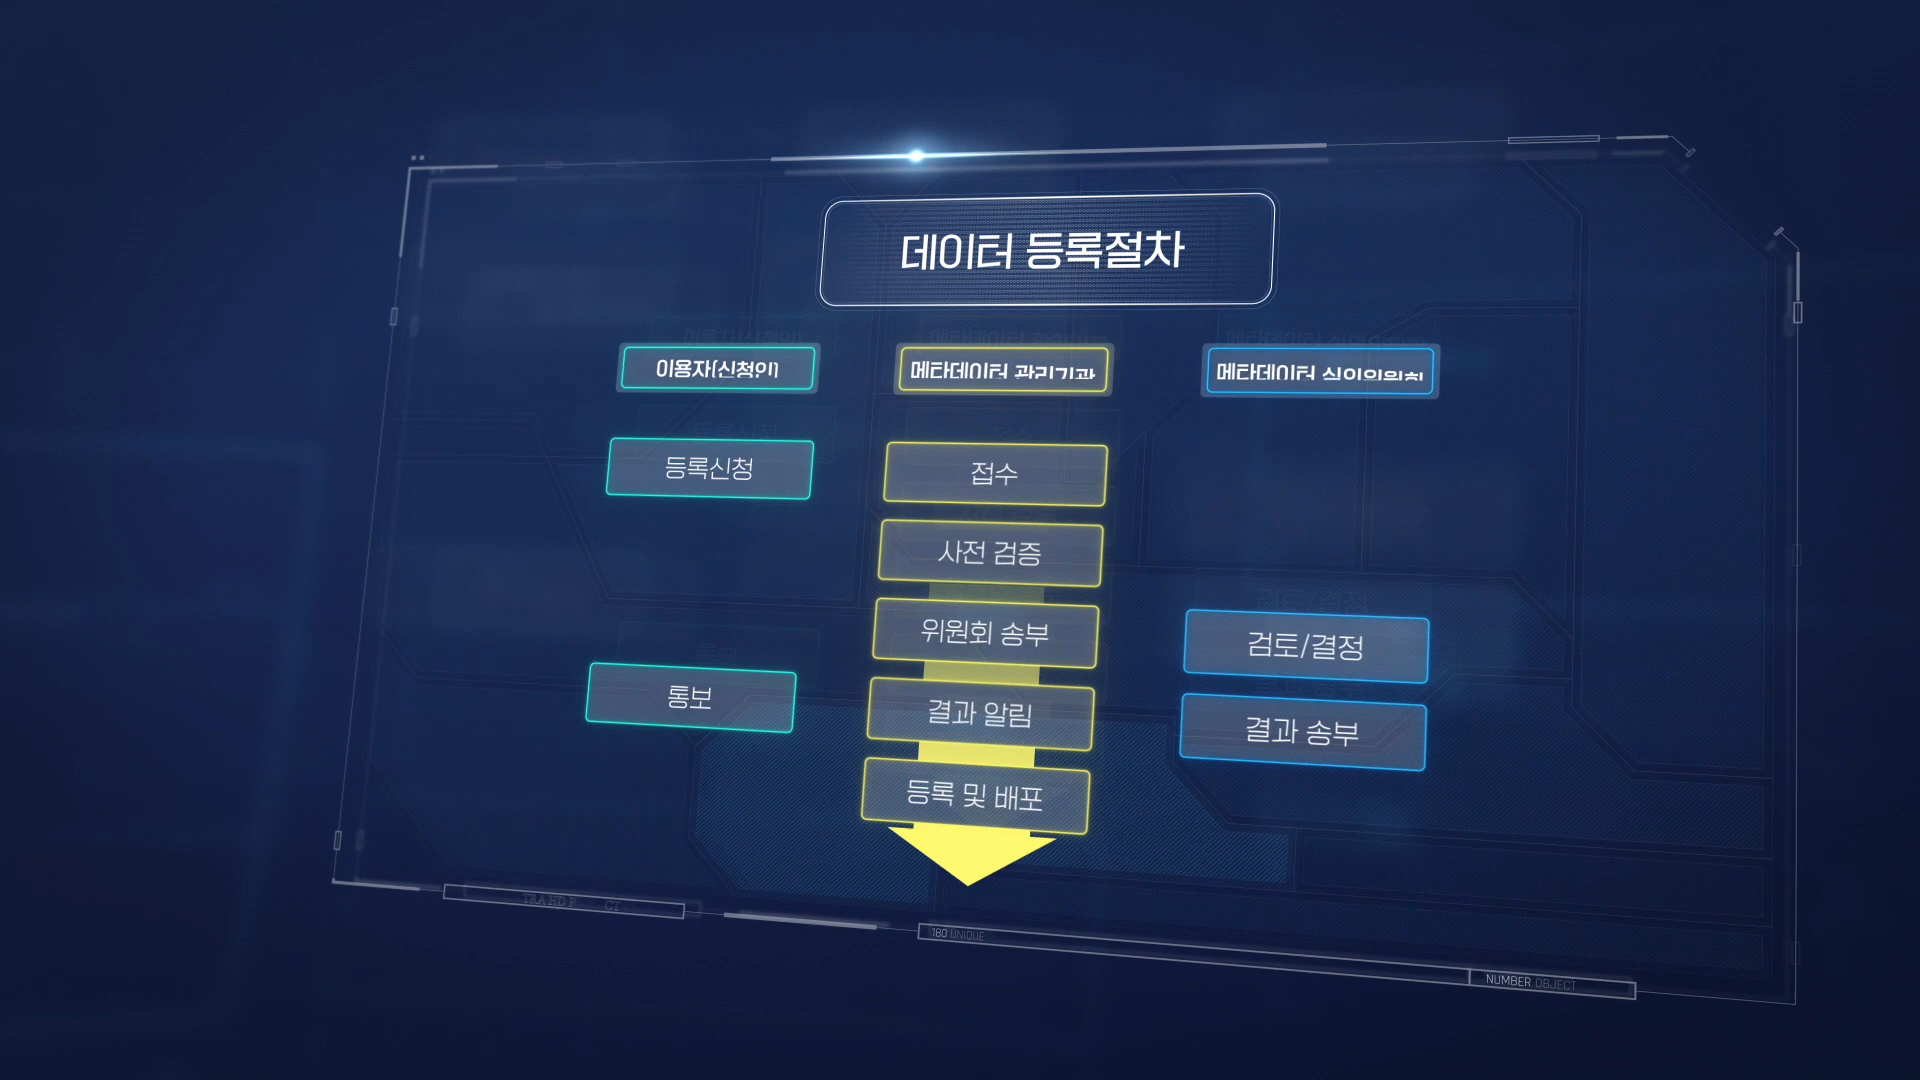 데이터 등록절차
이용자(신청인)
메타데이터 관리기관
메타데이터 심의위원회
등록신청
접수
사전 검증
위원회 송부
검토/결정
통보
결과 알림
결과 송부
등록 및 배포
180 UNIQUE
NUMBER OBJECT